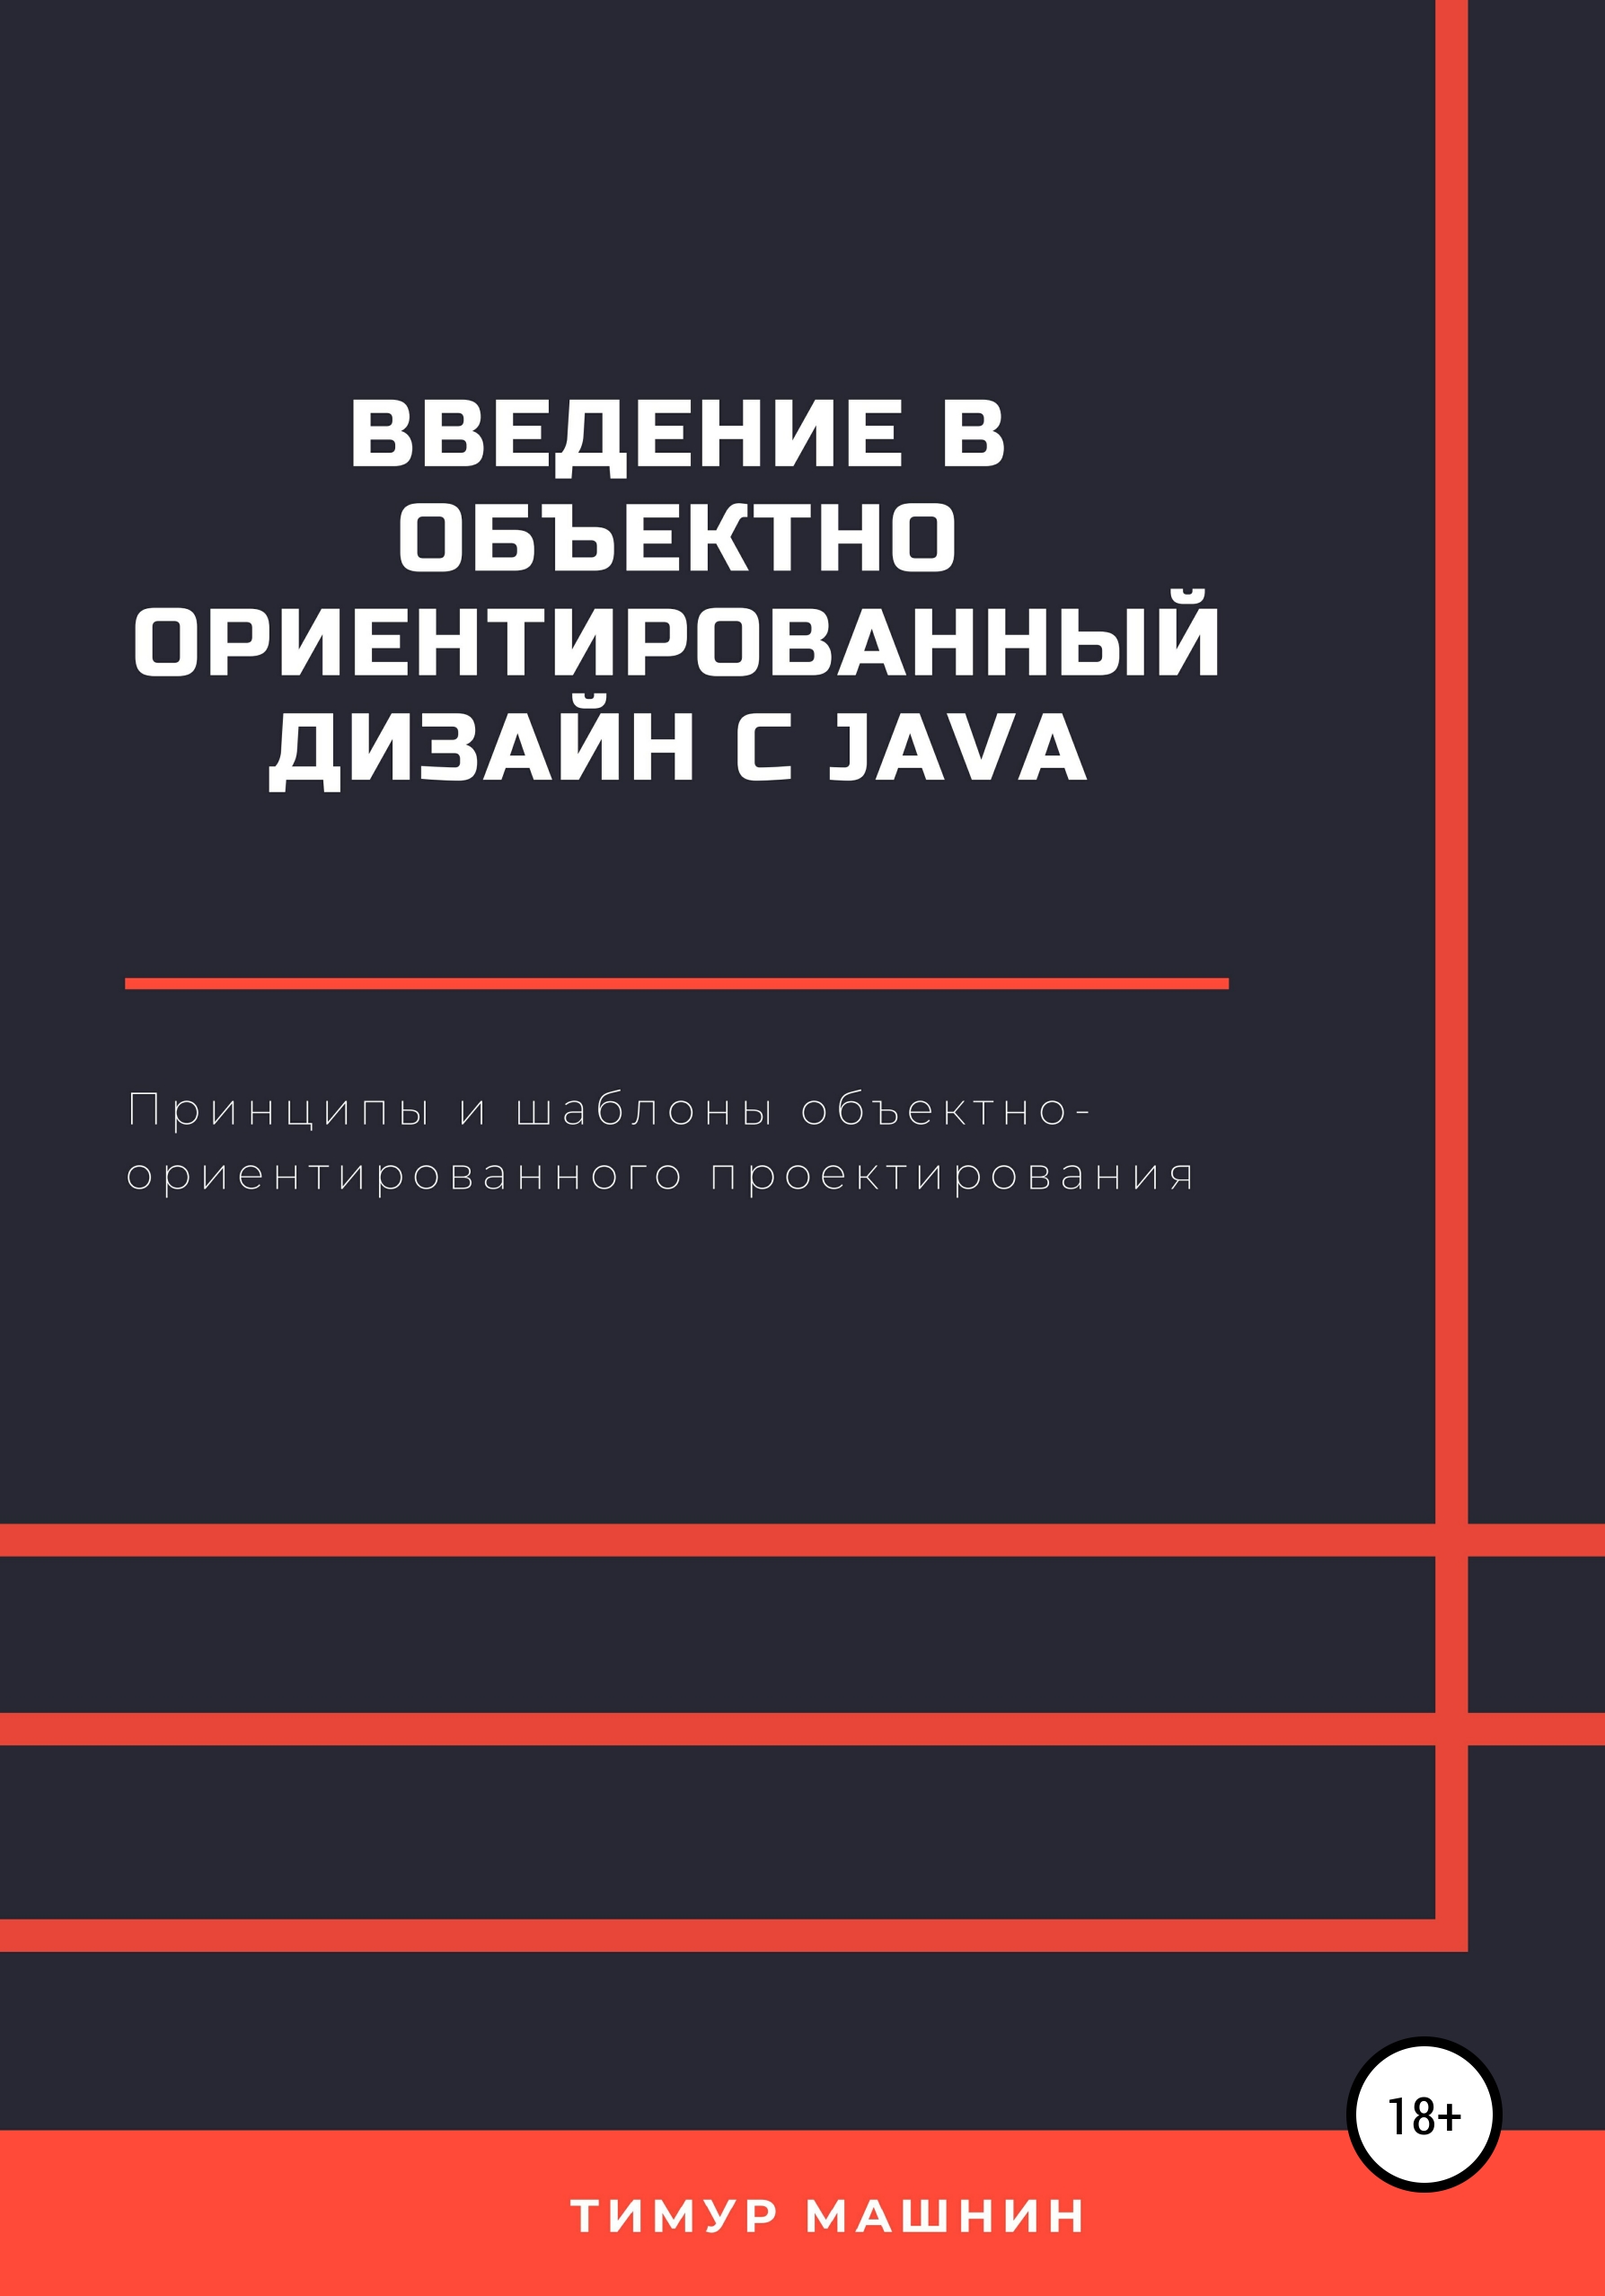 ВВЕДЕНИЕ В
ОБЪЕКТНО
ОРИЕНТИРОВАННЫЙ
ДИЗАЙН С JAVA
Принципы и шаблоны объектно-
ориентированного проектирования
18+
ТИМУР МАШНИН